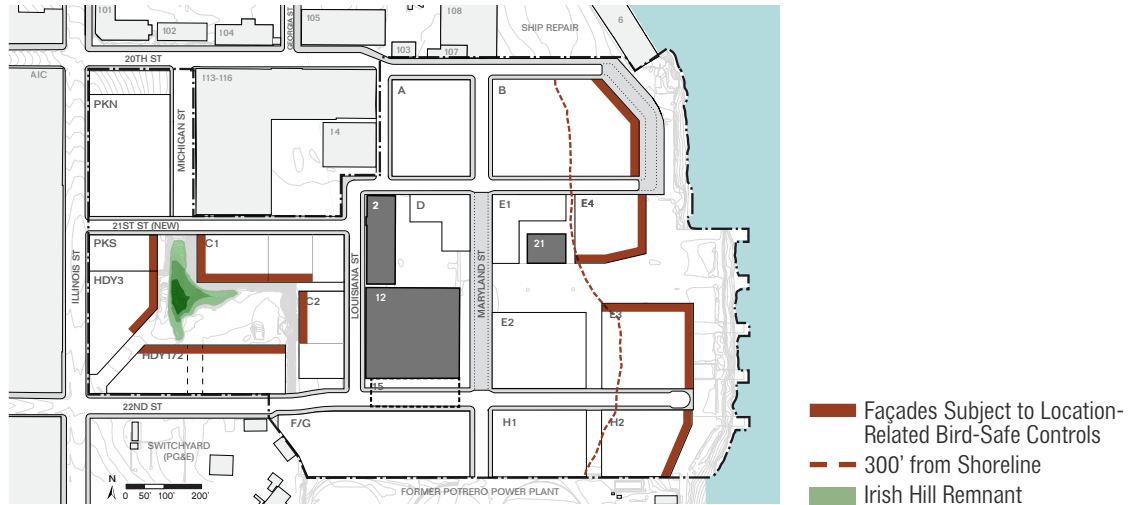 101
102
104
GEORGIA ST
105
108
103
107
SHIP REPAIR
6
20TH ST
AIC
PKN
MICHIGAN ST
113-116
14
A
B
21ST ST (NEW)
2
D
E1
E4
21
PKS
C1
HDY3
ILLINOIS ST
LOUISIANA ST
12
MARYLAND ST
C2
E2
E3
HDY1/2
15
22ND ST
F/G
H1
H2
SWITCHYARD
(PG&E)
N
0 50' 100' 200'
FORMER POTRERO POWER PLANT
Façades Subject to Location-
Related Bird-Safe Controls
300' from Shoreline
Irish Hill Remnant